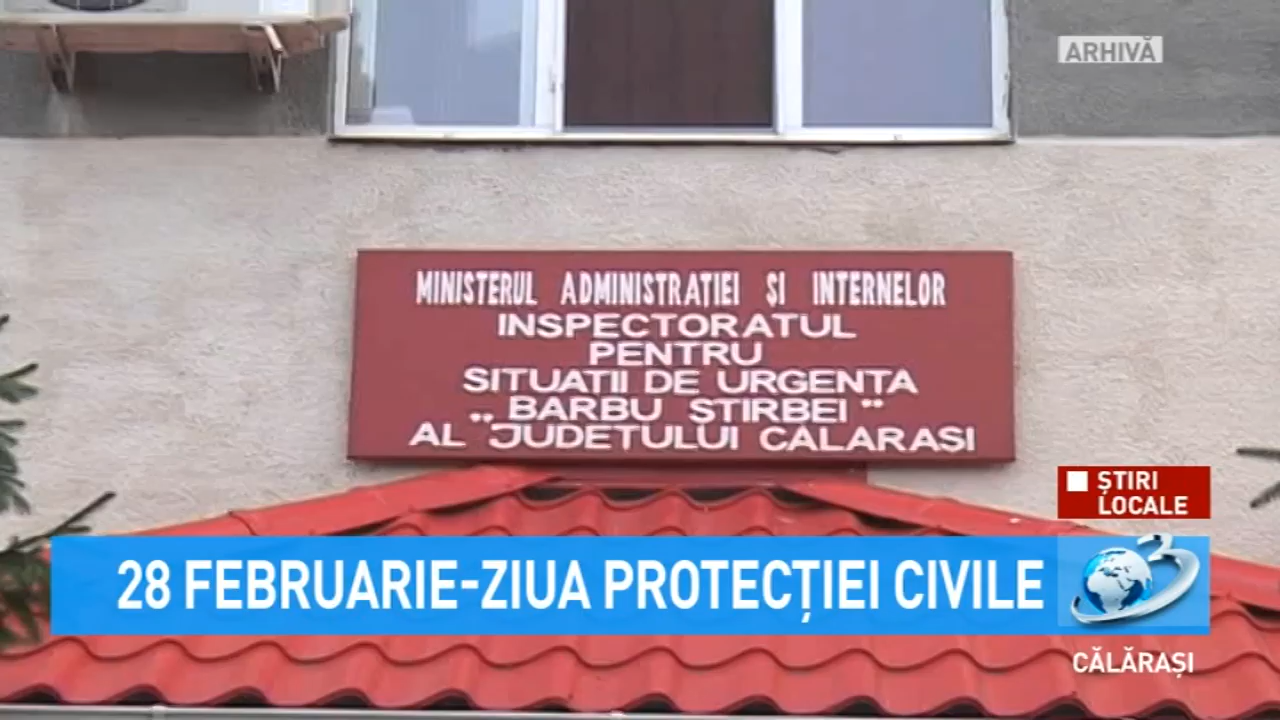 ARHIVĂ
MINISTERUL ADMINISTRAȚIEI ȘI INTERNELOR
INSPECTORATUL
PENTRU
SITUATII DE URGENTA
„ BARBU STIRBEI ”
AL JUDETULUI CALARASI
ȘTIRI
LOCALE
28 FEBRUARIE-ZIUA PROTECȚIEI CIVILE
3
CĂLĂRAȘI